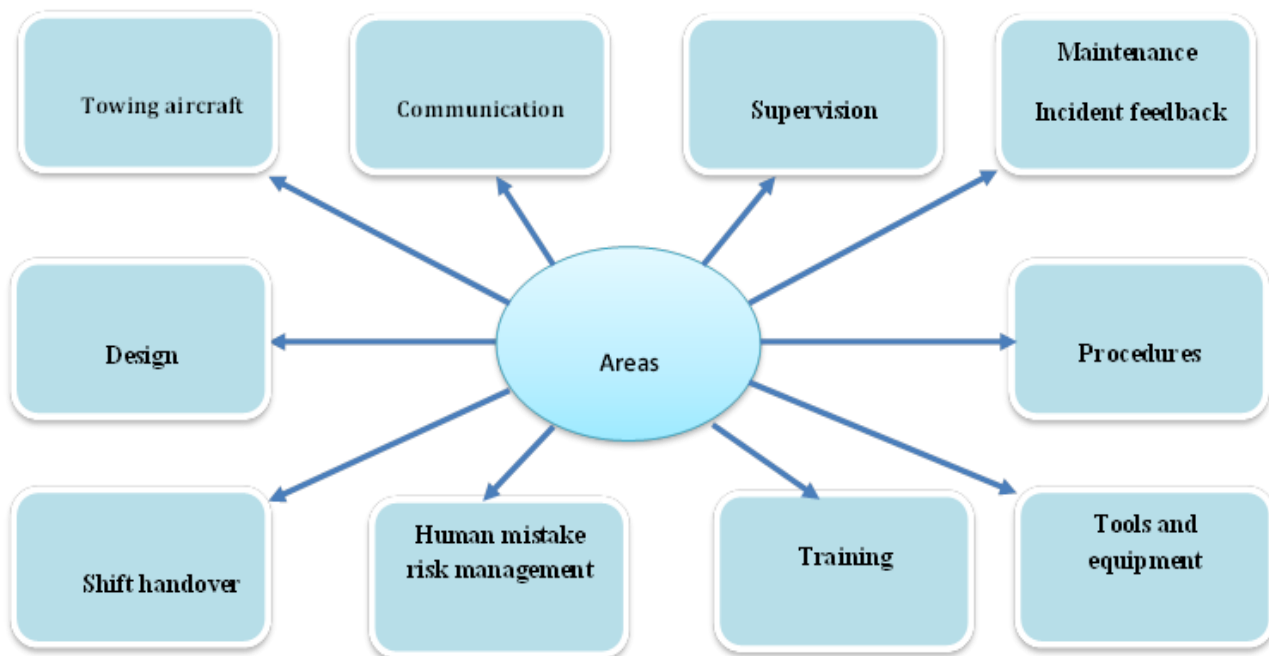 Towing aircraft
Communication
Supervision
Maintenance
Incident feedback
Design
Areas
Procedures
Shift handover
Human mistake
risk management
Training
Tools and
equipment